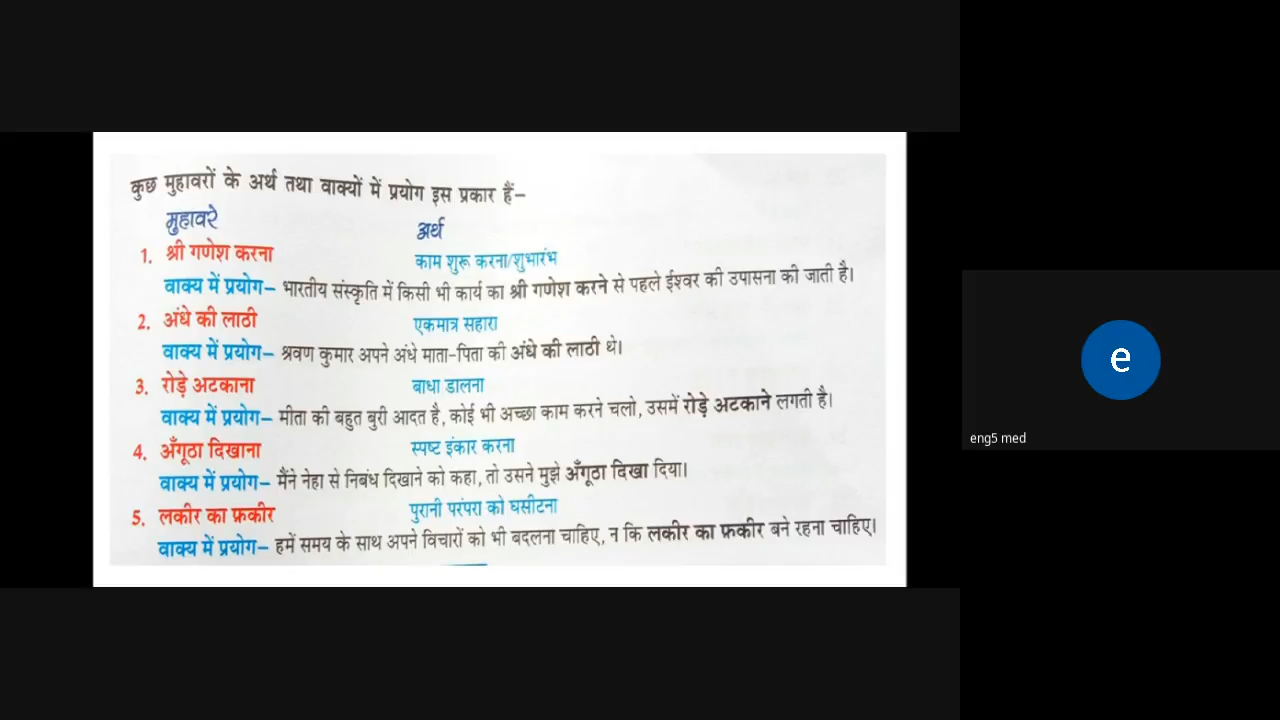 कुछ मुहावरों के अर्थ तथा वाक्यों में प्रयोग इस प्रकार हैं–
मुहावरे अर्थ
1. श्री गणेश करना काम शुरू करना/शुभारंभ
वाक्य में प्रयोग– भारतीय संस्कृति में किसी भी कार्य का श्री गणेश करने से पहले ईश्वर की उपासना की जाती है।
2. अंधे की लाठी एकमात्र सहारा
वाक्य में प्रयोग– श्रवण कुमार अपने अंधे माता-पिता की अंधे की लाठी थे।
3. रोड़े अटकाना बाधा डालना
वाक्य में प्रयोग– मीता की बहुत बुरी आदत है, कोई भी अच्छा काम करने चलो, उसमें रोड़े अटकाने लगती है।
4. अँगूठा दिखाना स्पष्ट इंकार करना
वाक्य में प्रयोग– मैंने नेहा से निबंध दिखाने को कहा, तो उसने मुझे अँगूठा दिखा दिया।
5. लकीर का फ़कीर पुरानी परंपरा को घसीटना
वाक्य में प्रयोग– हमें समय के साथ अपने विचारों को भी बदलना चाहिए, न कि लकीर का फ़कीर बने रहना चाहिए।
e
eng5 med